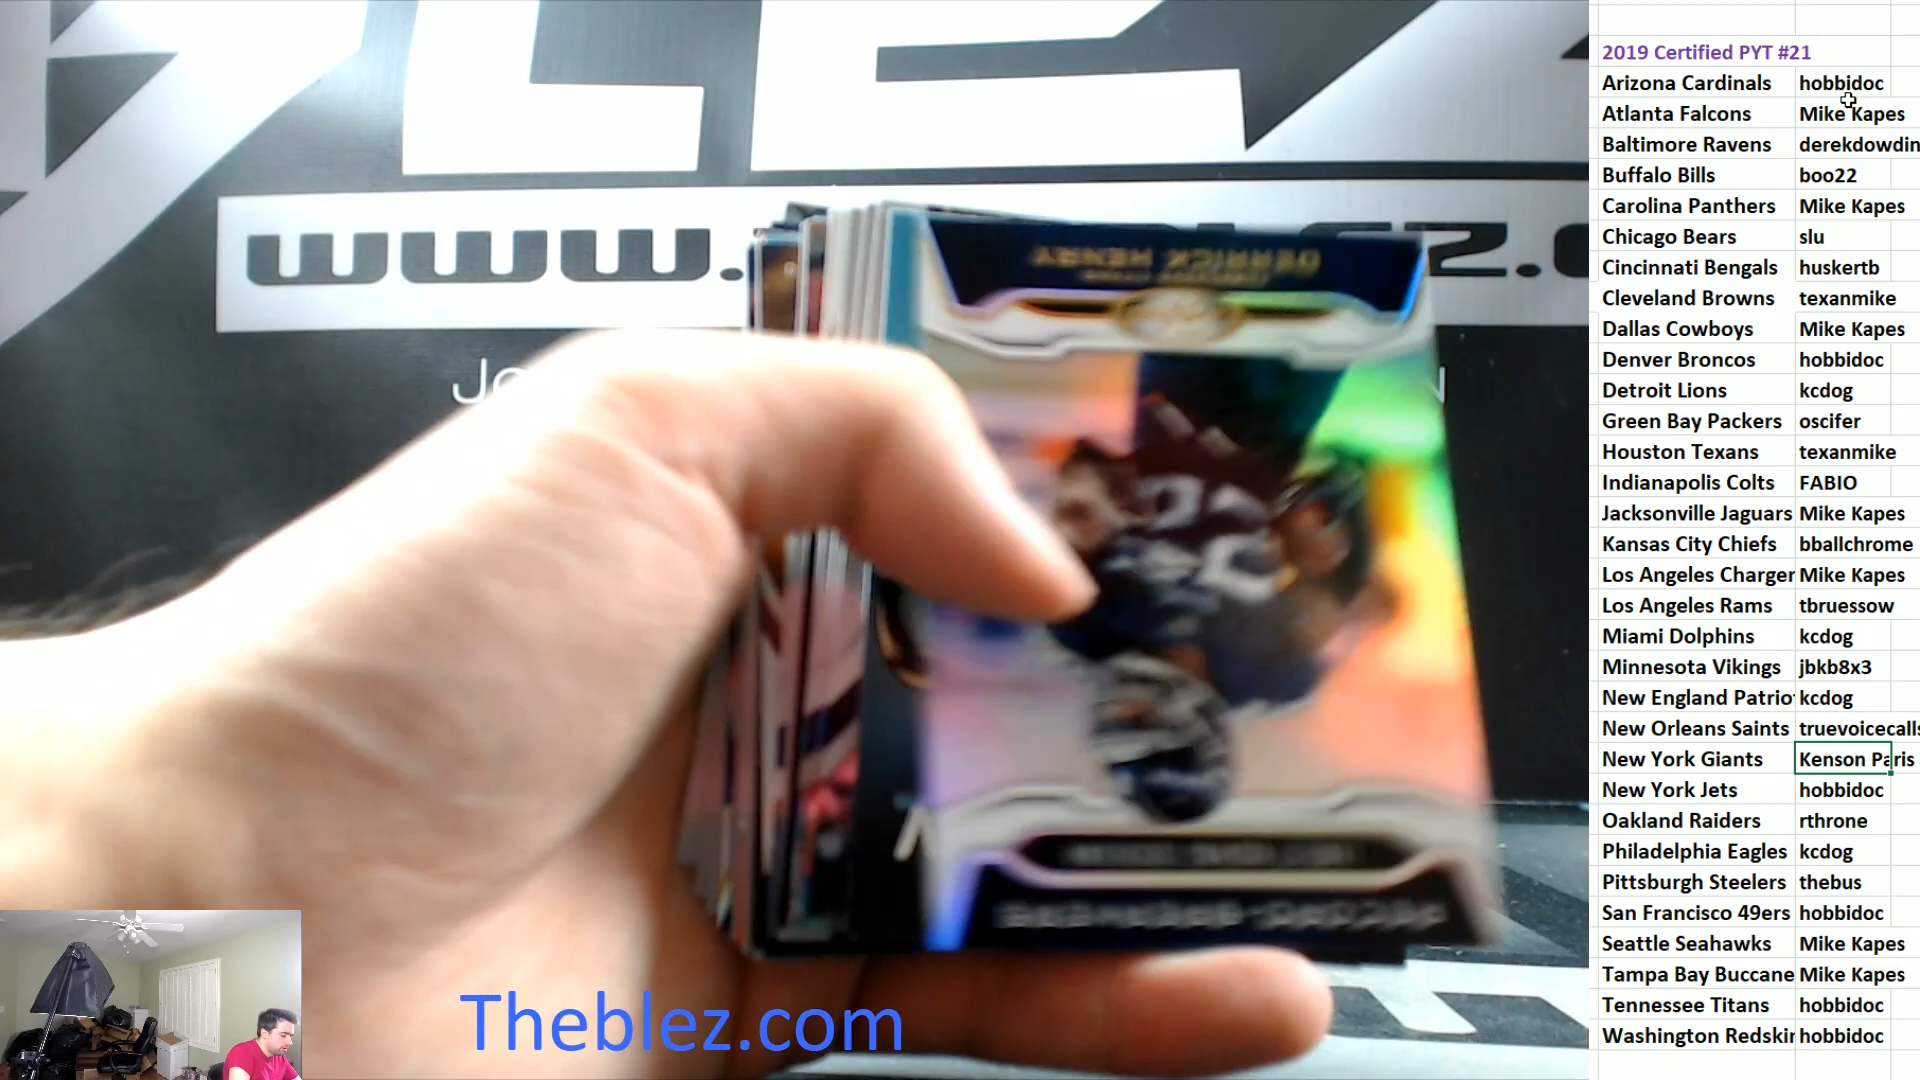 2019 Certified PYT #21
Arizona Cardinals hobbidoc
Atlanta Falcons Mike Kapes
Baltimore Ravens derekdowdin
Buffalo Bills boo22
Carolina Panthers Mike Kapes
Chicago Bears slu
Cincinnati Bengals huskertb
Cleveland Browns texanmike
Dallas Cowboys Mike Kapes
Denver Broncos hobbidoc
Detroit Lions kcdog
Green Bay Packers oscifer
Houston Texans texanmike
Indianapolis Colts FABIO
Jacksonville Jaguars Mike Kapes
Kansas City Chiefs bballchrome
Los Angeles Charger Mike Kapes
Los Angeles Rams tbruessow
Miami Dolphins kcdog
Minnesota Vikings jbkb8x3
New England Patrio kcdog
New Orleans Saints truevoicecalls
New York Giants Kenson Paris
New York Jets hobbidoc
Oakland Raiders rthrone
Philadelphia Eagles kcdog
Pittsburgh Steelers thebus
San Francisco 49ers hobbidoc
Seattle Seahawks Mike Kapes
Tampa Bay Buccane Mike Kapes
Tennessee Titans hobbidoc
Washington Redskin hobbidoc
www.
DERRICK HENRY
Theblez.com